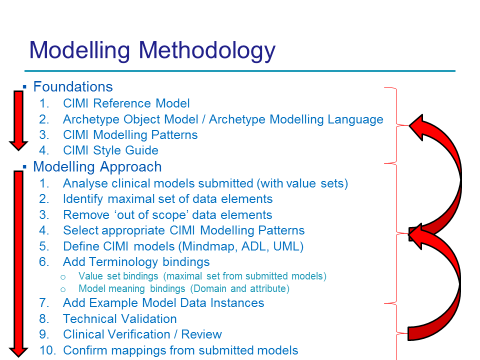 Modelling Methodology
▪ Foundations
1. CIMI Reference Model
2. Archetype Object Model / Archetype Modelling Language
3. CIMI Modelling Patterns
4. CIMI Style Guide
▪ Modelling Approach
1. Analyse clinical models submitted (with value sets)
2. Identify maximal set of data elements
3. Remove ‘out of scope’ data elements
4. Select appropriate CIMI Modelling Patterns
5. Define CIMI models (Mindmap, ADL, UML)
6. Add Terminology bindings
o Value set bindings (maximal set from submitted models)
o Model meaning bindings (Domain and attribute)
7. Add Example Model Data Instances
8. Technical Validation
9. Clinical Verification / Review
10. Confirm mappings from submitted models